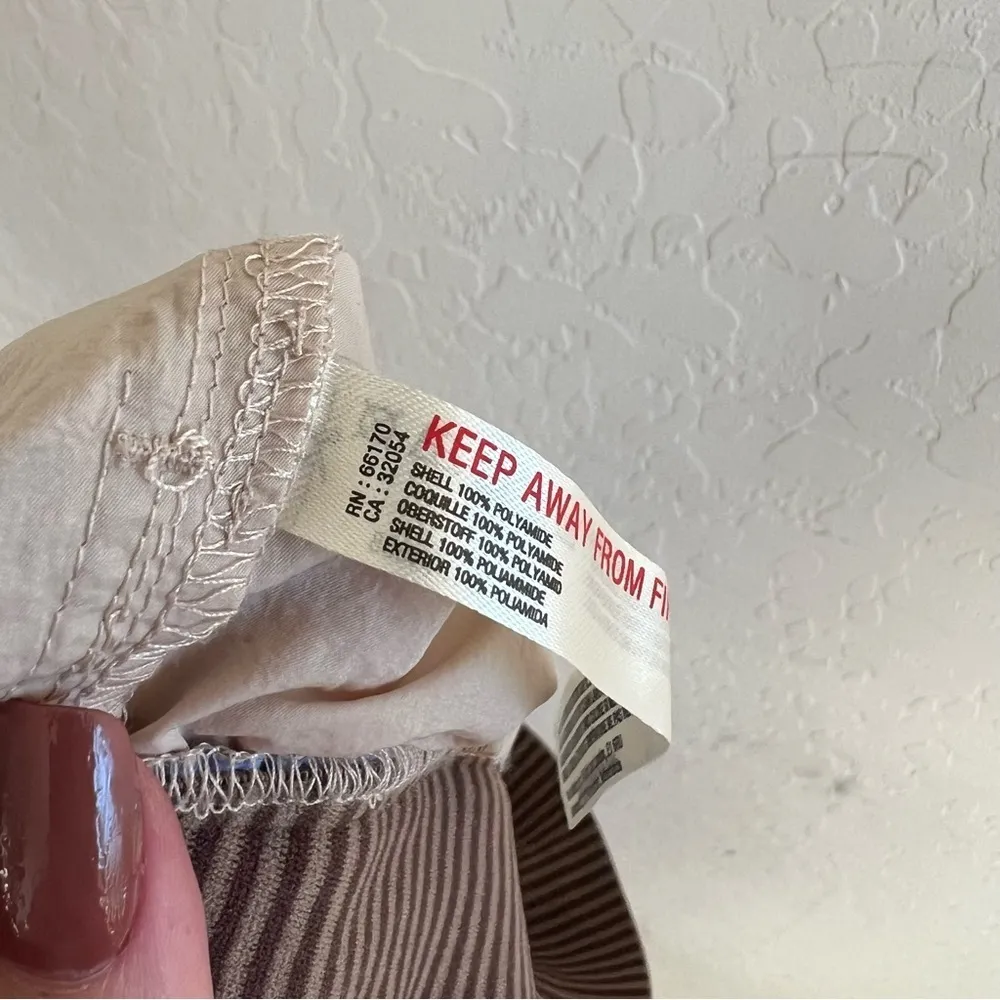 RN : 66170
CA : 32054
KEEP AWAY FROM FI
SHELL 100% POLYAMIDE
COQUILLE 100% POLYAMIDE
OBERSTOFF 100% POLYAMID
SHELL 100% POLIAMMIDE
EXTERIOR 100% POLIAMIDA